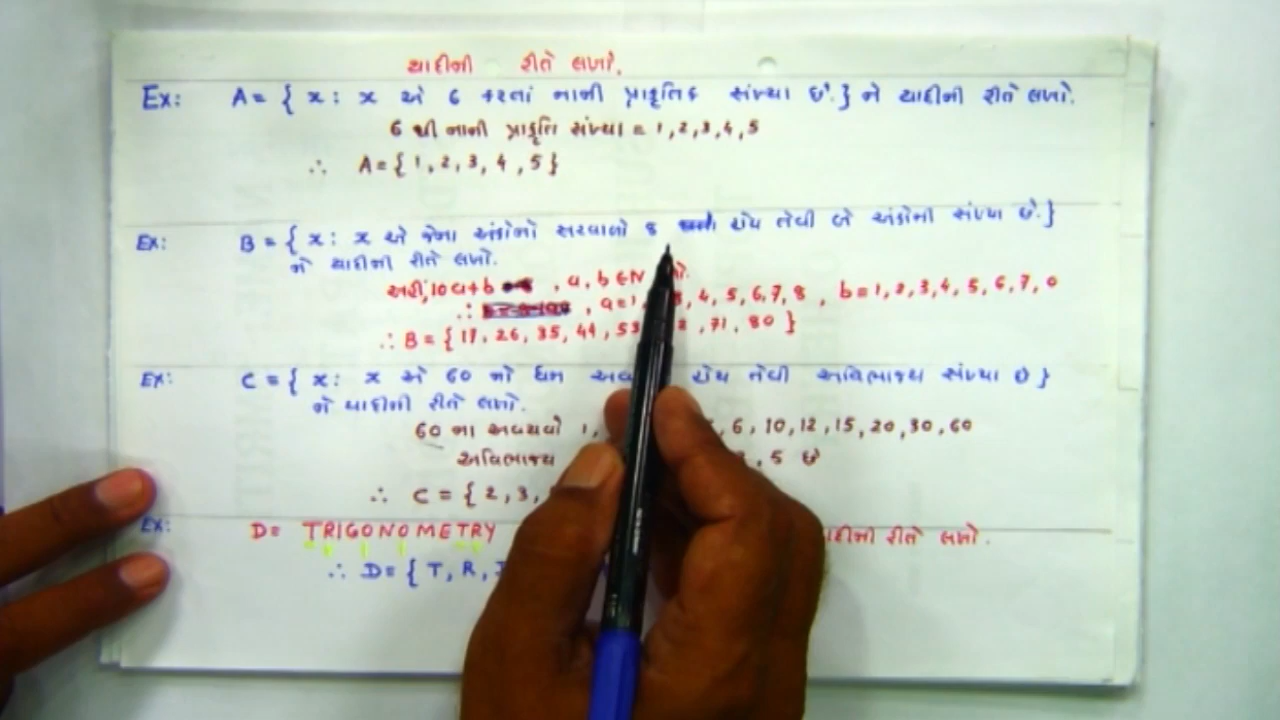 યાદીની રીતે લખો.
Ex: A = { x : x એ 6 કરતાં નાની પ્રાકૃતિક સંખ્યા છે. } ને યાદીની રીતે લખો.
6 થી નાની પ્રાકૃતિ સંખ્યા = 1, 2, 3, 4, 5
∴ A = { 1, 2, 3, 4, 5 }
Ex: B = { x : x એ જેના અંકોનો સરવાળો 8 હોય તેવી બે અંકોની સંખ્યા છે. }
ને યાદીની રીતે લખો.
અહીં, 10a + b , a, b ∈ N
∴ , a = 1, 3, 4, 5, 6, 7, 8 , b = 1, 2, 3, 4, 5, 6, 7, 0
∴ B = { 17, 26, 35, 44, 53 , 71, 80 }
Ex: C = { x : x એ 60 નો ધન હોય તેવી અવિભાજ્ય સંખ્યા છે }
ને યાદીની રીતે લખો.
60 ના અવયવો 1, 6, 10, 12, 15, 20, 30, 60
અવિભાજ્ય , 5 છે
∴ C = { 2, 3,
Ex: D = TRIGONOMETRY યાદીની રીતે લખો.
∴ D = { T, R, I